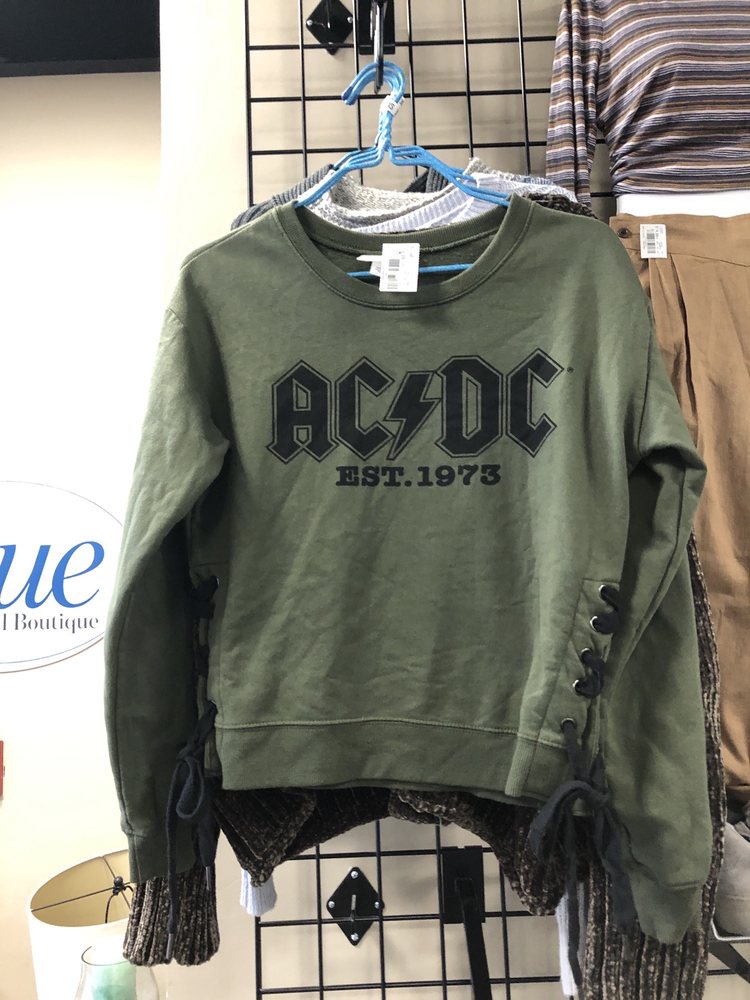 AC DC®
EST.1973
ue
l Boutique